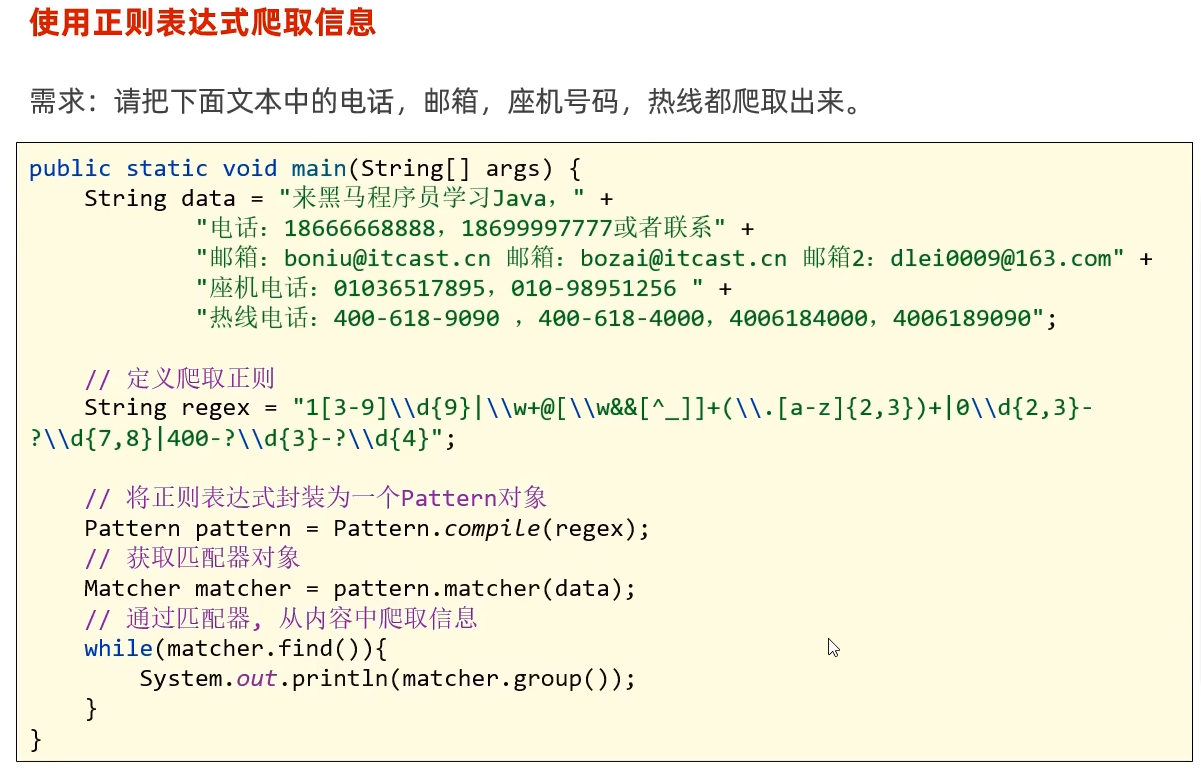 使用正则表达式爬取信息
需求：请把下面文本中的电话，邮箱，座机号码，热线都爬取出来。
public static void main(String[] args) {
    String data = "来黑马程序员学习Java，" +
            "电话：18666668888，18699997777或者联系" +
            "邮箱：boniu@itcast.cn 邮箱：bozai@itcast.cn 邮箱2：dlei0009@163.com" +
            "座机电话：01036517895，010-98951256 " +
            "热线电话：400-618-9090 ，400-618-4000，4006184000，4006189090";
    // 定义爬取正则
    String regex = "1[3-9]\\d{9}|\\w+@[\\w&&[^_]]+(\\.[a-z]{2,3})+|0\\d{2,3}-
?\\d{7,8}|400-?\\d{3}-?\\d{4}";
    // 将正则表达式封装为一个Pattern对象
    Pattern pattern = Pattern.compile(regex);
    // 获取匹配器对象
    Matcher matcher = pattern.matcher(data);
    // 通过匹配器, 从内容中爬取信息
    while(matcher.find()){
        System.out.println(matcher.group());
    }
}